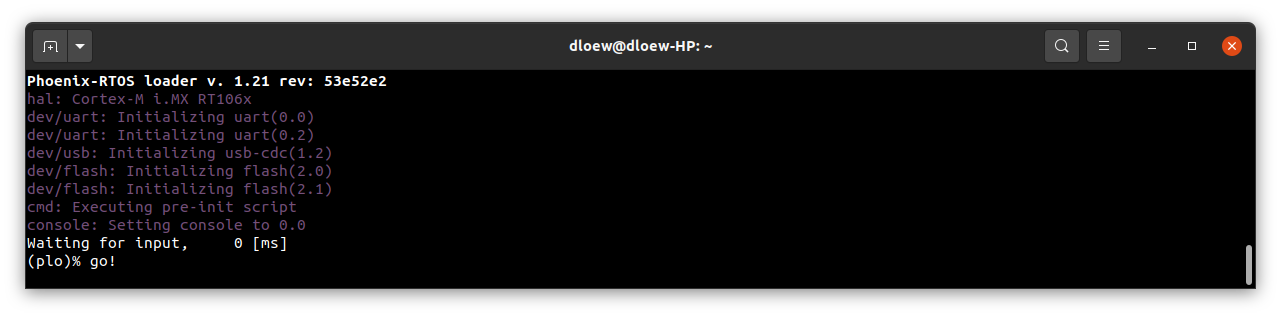 dloew@dloew-HP: ~
Phoenix-RTOS loader v. 1.21 rev: 53e52e2
hal: Cortex-M i.MX RT106x
dev/uart: Initializing uart(0.0)
dev/uart: Initializing uart(0.2)
dev/usb: Initializing usb-cdc(1.2)
dev/flash: Initializing flash(2.0)
dev/flash: Initializing flash(2.1)
cmd: Executing pre-init script
console: Setting console to 0.0
Waiting for input,     0 [ms]
(plo)% go!